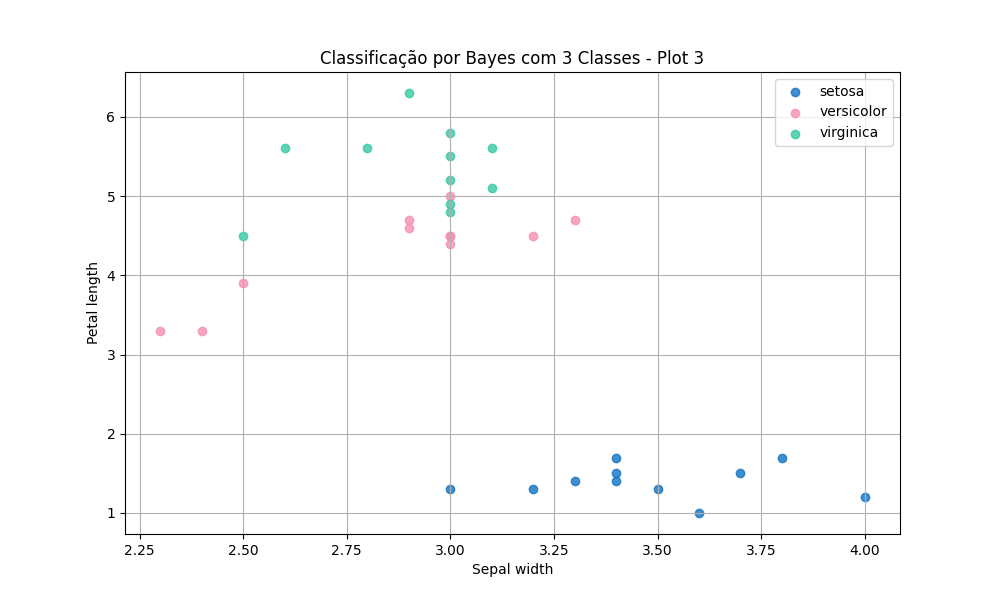 Classificação por Bayes com 3 Classes - Plot 3
setosa
versicolor
virginica
Petal length
6
5
4
3
2
1
2.25 2.50 2.75 3.00 3.25 3.50 3.75 4.00
Sepal width